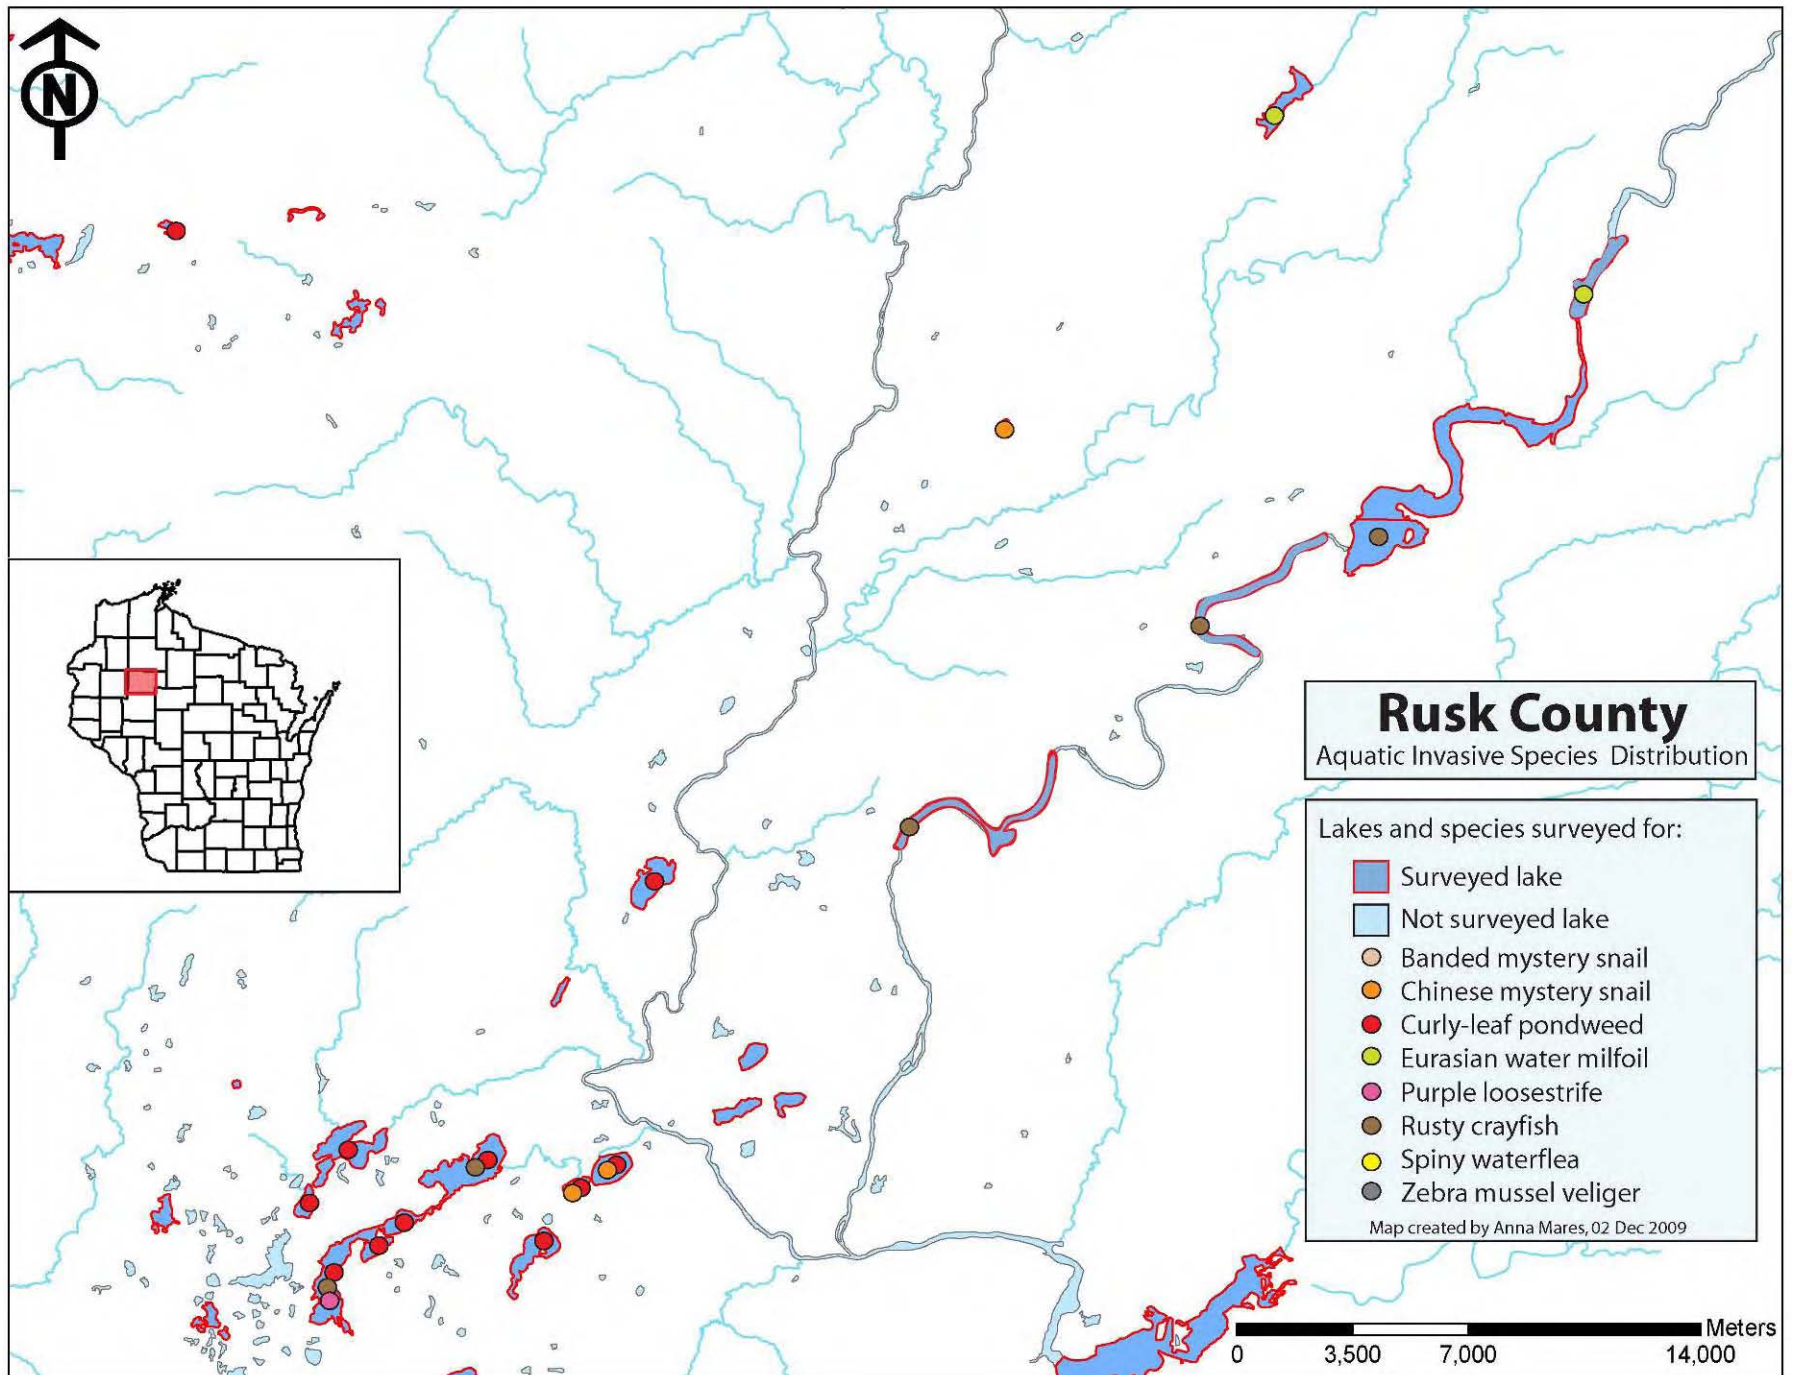 N
Rusk County
Aquatic Invasive Species Distribution
Lakes and species surveyed for:
Surveyed lake
Not surveyed lake
Banded mystery snail
Chinese mystery snail
Curly-leaf pondweed
Eurasian water milfoil
Purple loosestrife
Rusty crayfish
Spiny waterflea
Zebra mussel veliger
Map created by Anna Mares, 02 Dec 2009
Meters
0 3,500 7,000 14,000